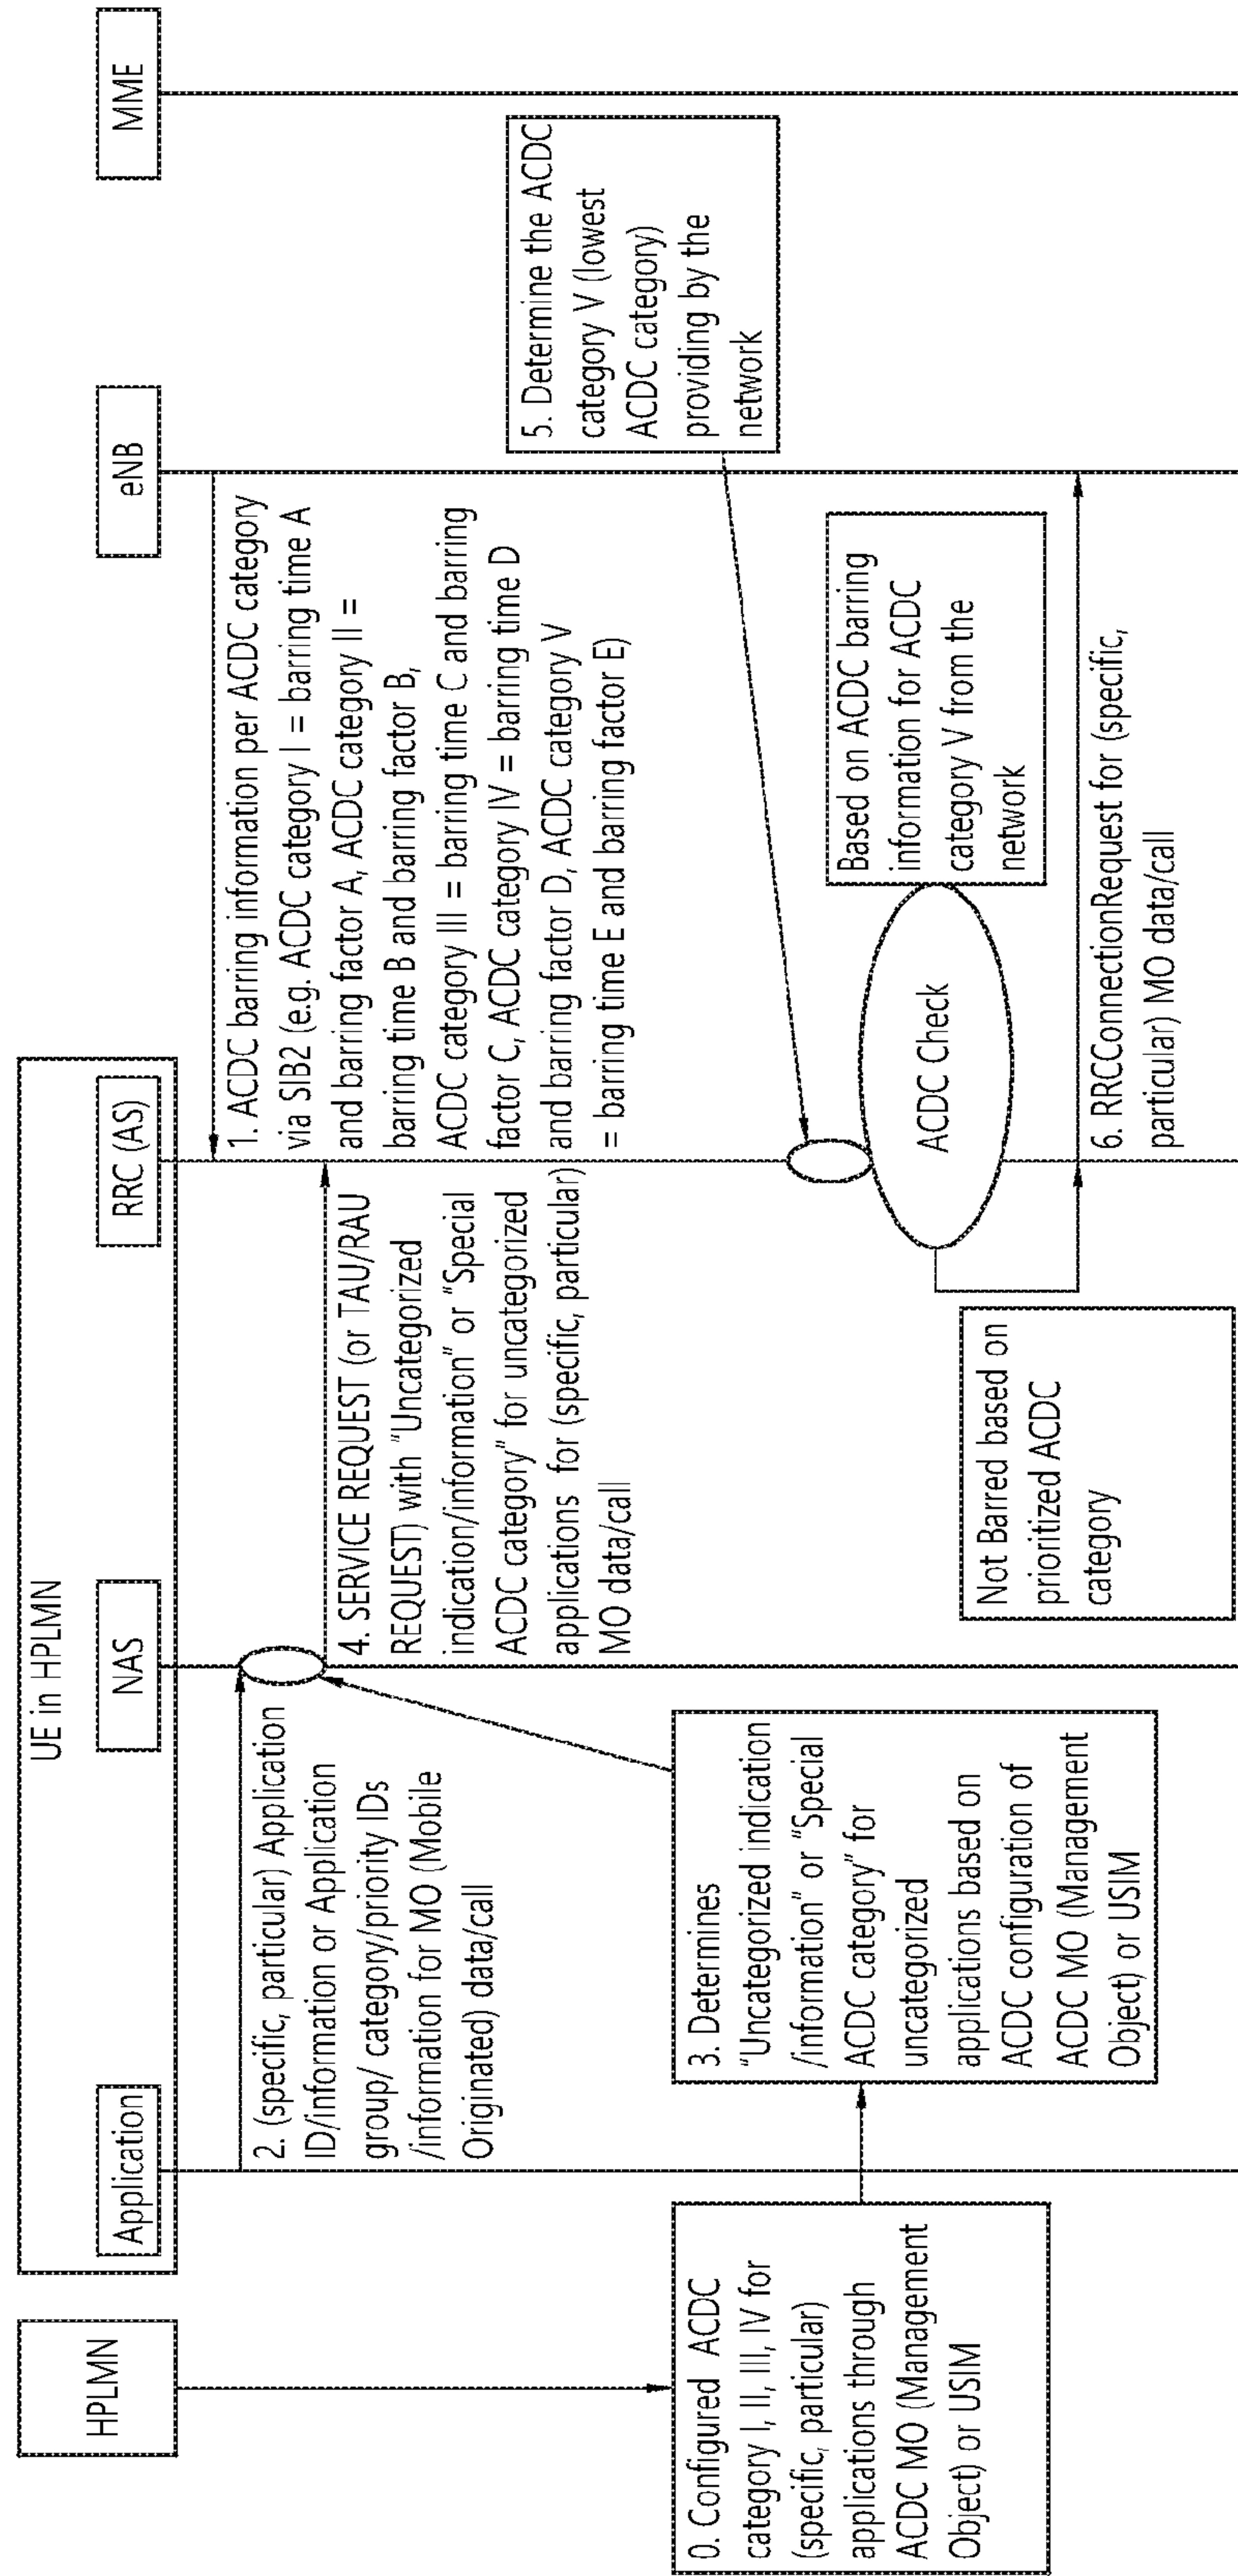 HPLMN
UE in HPLMN
Application
NAS
RRC (AS)
eNB
MME
0. Configured ACDC
category I, II, III, IV for
(specific, particular)
applications through
ACDC MO (Management
Object) or USIM
1. ACDC barring information per ACDC category
via SIB2 (e.g. ACDC category I = barring time A
and barring factor A, ACDC category II =
barring time B and barring factor B,
ACDC category III = barring time C and barring
factor C, ACDC category IV = barring time D
and barring factor D, ACDC category V
= barring time E and barring factor E)
2. (specific, particular) Application
ID/information or Application
group/ category/priority IDs
/information for MO (Mobile
Originated) data/call
3. Determines
"Uncategorized indication
/information" or "Special
ACDC category" for
uncategorized
applications based on
ACDC configuration of
ACDC MO (Management
Object) or USIM
4. SERVICE REQUEST (or TAU/RAU
REQUEST) with "Uncategorized
indication/information" or "Special
ACDC category" for uncategorized
applications for (specific, particular)
MO data/call
5. Determine the ACDC
category V (lowest
ACDC category)
providing by the
network
ACDC Check
Based on ACDC barring
information for ACDC
category V from the
network
Not Barred based on
prioritized ACDC
category
6. RRCConnectionRequest for (specific,
particular) MO data/call